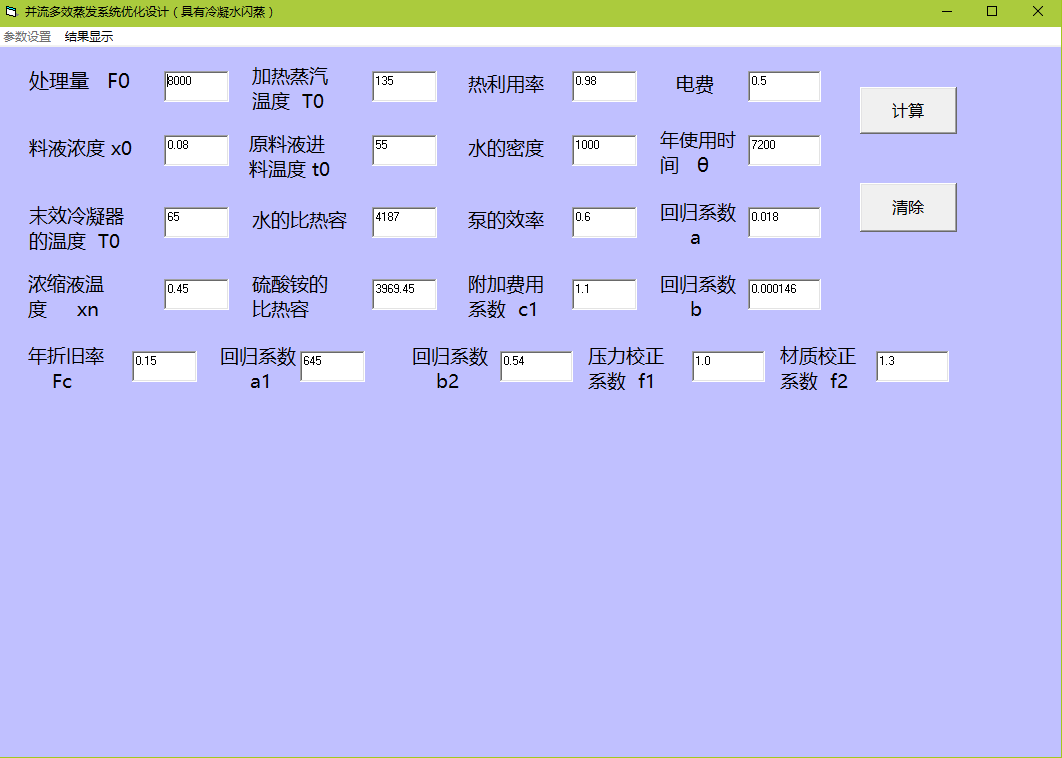 并流多效蒸发系统优化设计（具有冷凝水闪蒸）
参数设置 结果显示
处理量 F0 8000
加热蒸汽
温度 T0 135
热利用率 0.98
电费 0.5
计算
料液浓度 x0 0.08
原料液进
料温度 t0 55
水的密度 1000
年使用时
间 θ 7200
清除
末效冷凝器
的温度 T0 65
水的比热容 4187
泵的效率 0.6
回归系数
a 0.018
浓缩液温
度 xn 0.45
硫酸铵的
比热容 3969.45
附加费用
系数 c1 1.1
回归系数
b 0.000146
年折旧率
Fc 0.15
回归系数
a1 645
回归系数
b2 0.54
压力校正
系数 f1 1.0
材质校正
系数 f2 1.3